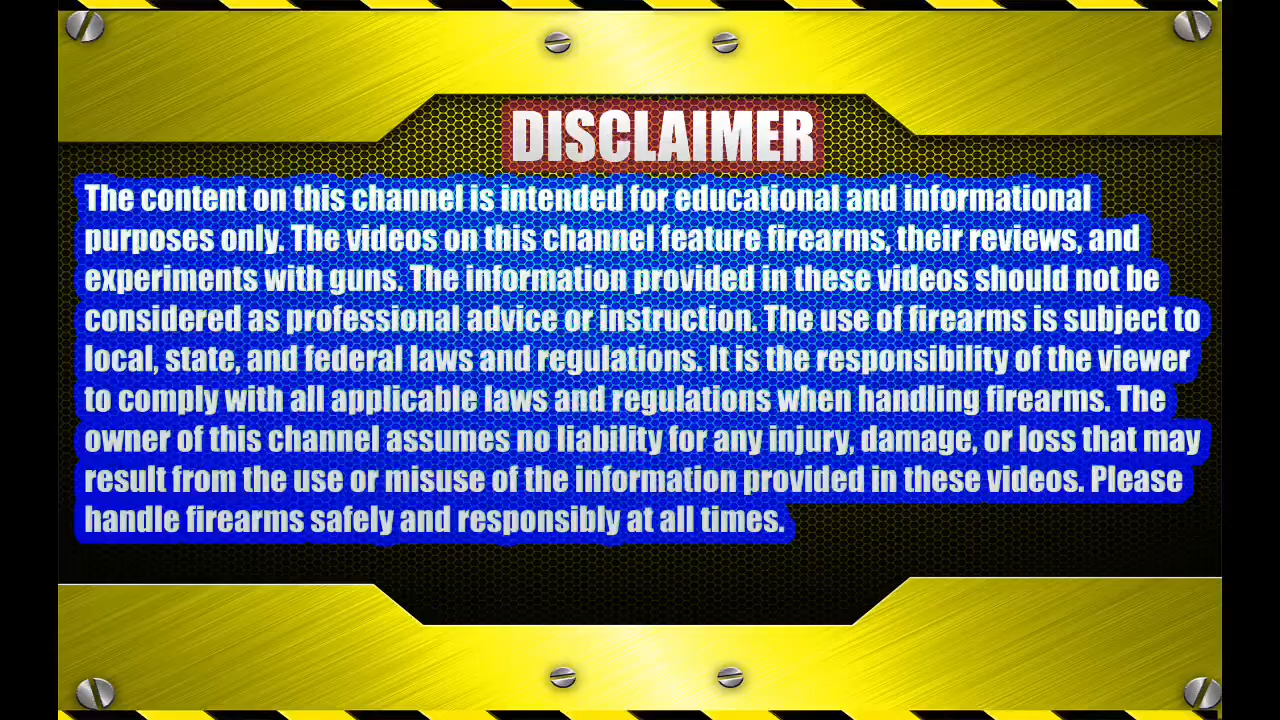 DISCLAIMER
The content on this channel is intended for educational and informational
purposes only. The videos on this channel feature firearms, their reviews, and
experiments with guns. The information provided in these videos should not be
considered as professional advice or instruction. The use of firearms is subject to
local, state, and federal laws and regulations. It is the responsibility of the viewer
to comply with all applicable laws and regulations when handling firearms. The
owner of this channel assumes no liability for any injury, damage, or loss that may
result from the use or misuse of the information provided in these videos. Please
handle firearms safely and responsibly at all times.